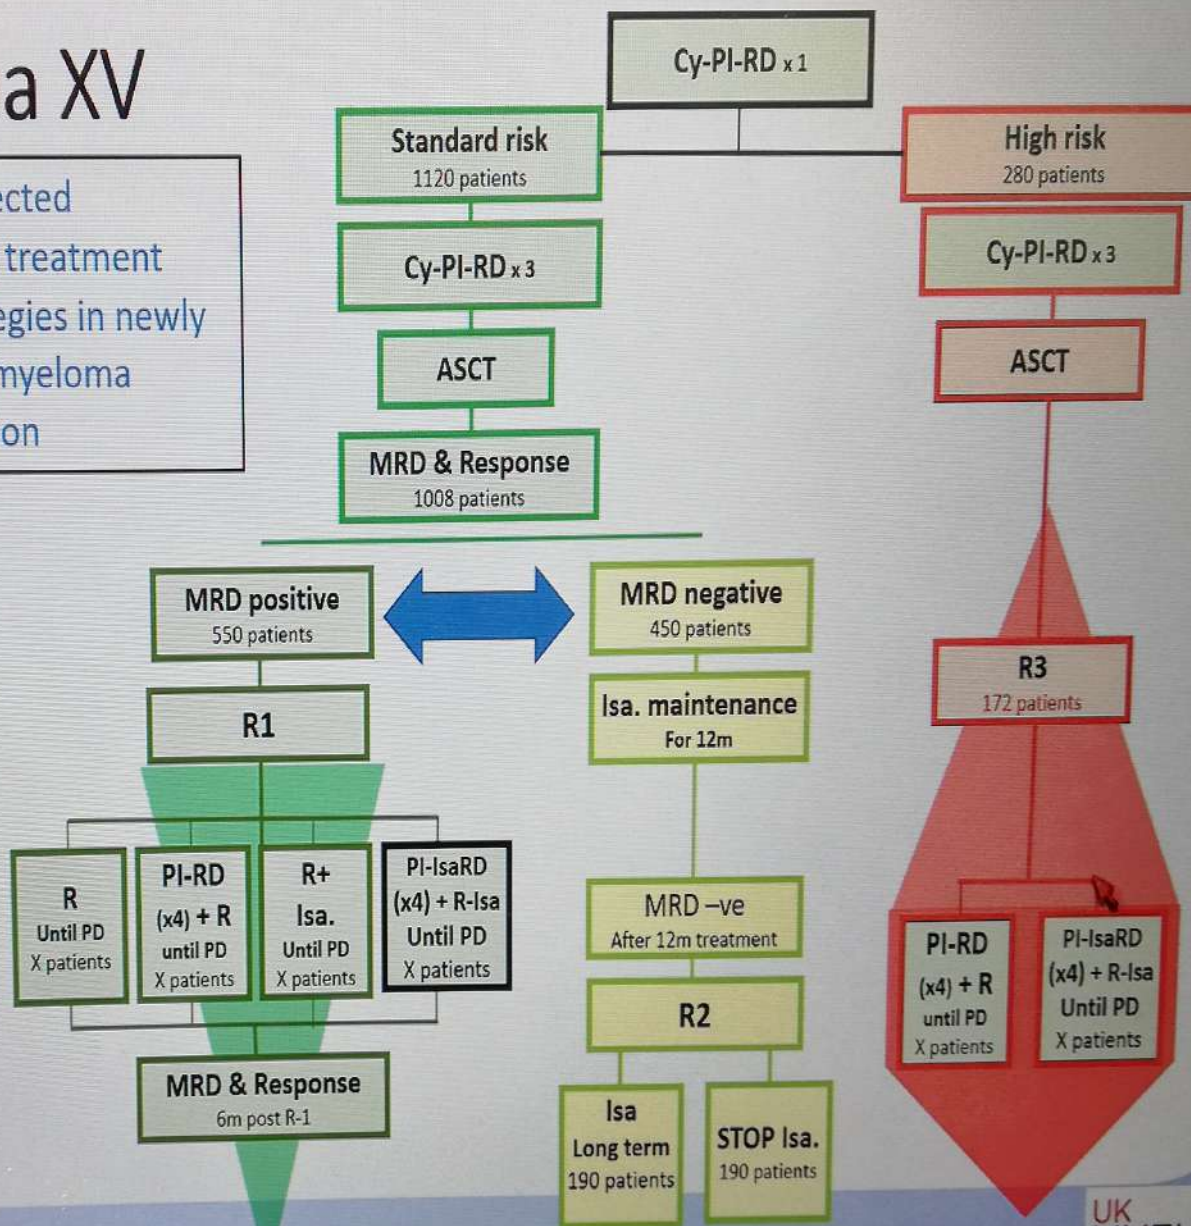 a XV
ected
treatment
egies in newly
myeloma
on
Cy-PI-RD x 1
Standard risk
1120 patients
High risk
280 patients
Cy-PI-RD x 3
Cy-PI-RD x 3
ASCT
ASCT
MRD & Response
1008 patients
MRD positive
550 patients
MRD negative
450 patients
R1
Isa. maintenance
For 12m
R3
172 patients
R
Until PD
X patients
PI-RD
(x4) + R
until PD
X patients
R+
Isa.
Until PD
X patients
PI-IsaRD
(x4) + R-Isa
Until PD
X patients
MRD –ve
After 12m treatment
PI-RD
(x4) + R
until PD
X patients
PI-IsaRD
(x4) + R-Isa
Until PD
X patients
R2
MRD & Response
6m post R-1
Isa
Long term
190 patients
STOP Isa.
190 patients
UK